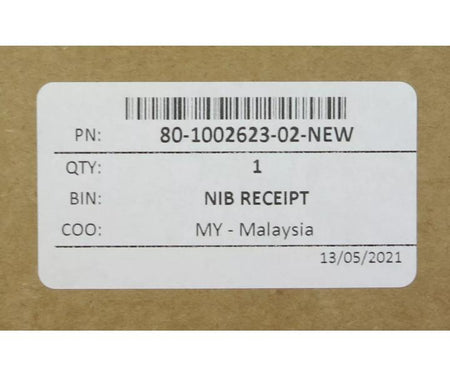 PN: 80-1002623-02-NEW
QTY: 1
BIN: NIB RECEIPT
COO: MY - Malaysia
13/05/2021